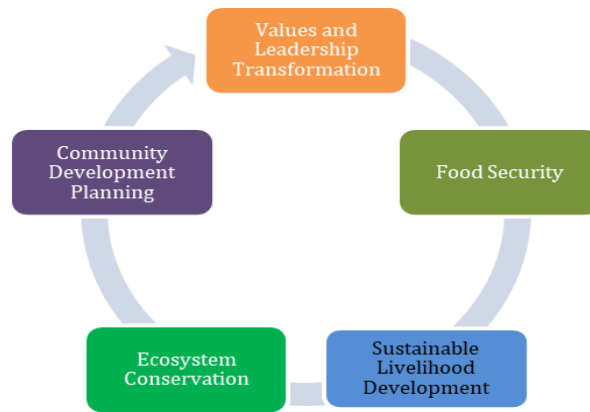 Values and
Leadership
Transformation
Food Security
Sustainable
Livelihood
Development
Ecosystem
Conservation
Community
Development
Planning